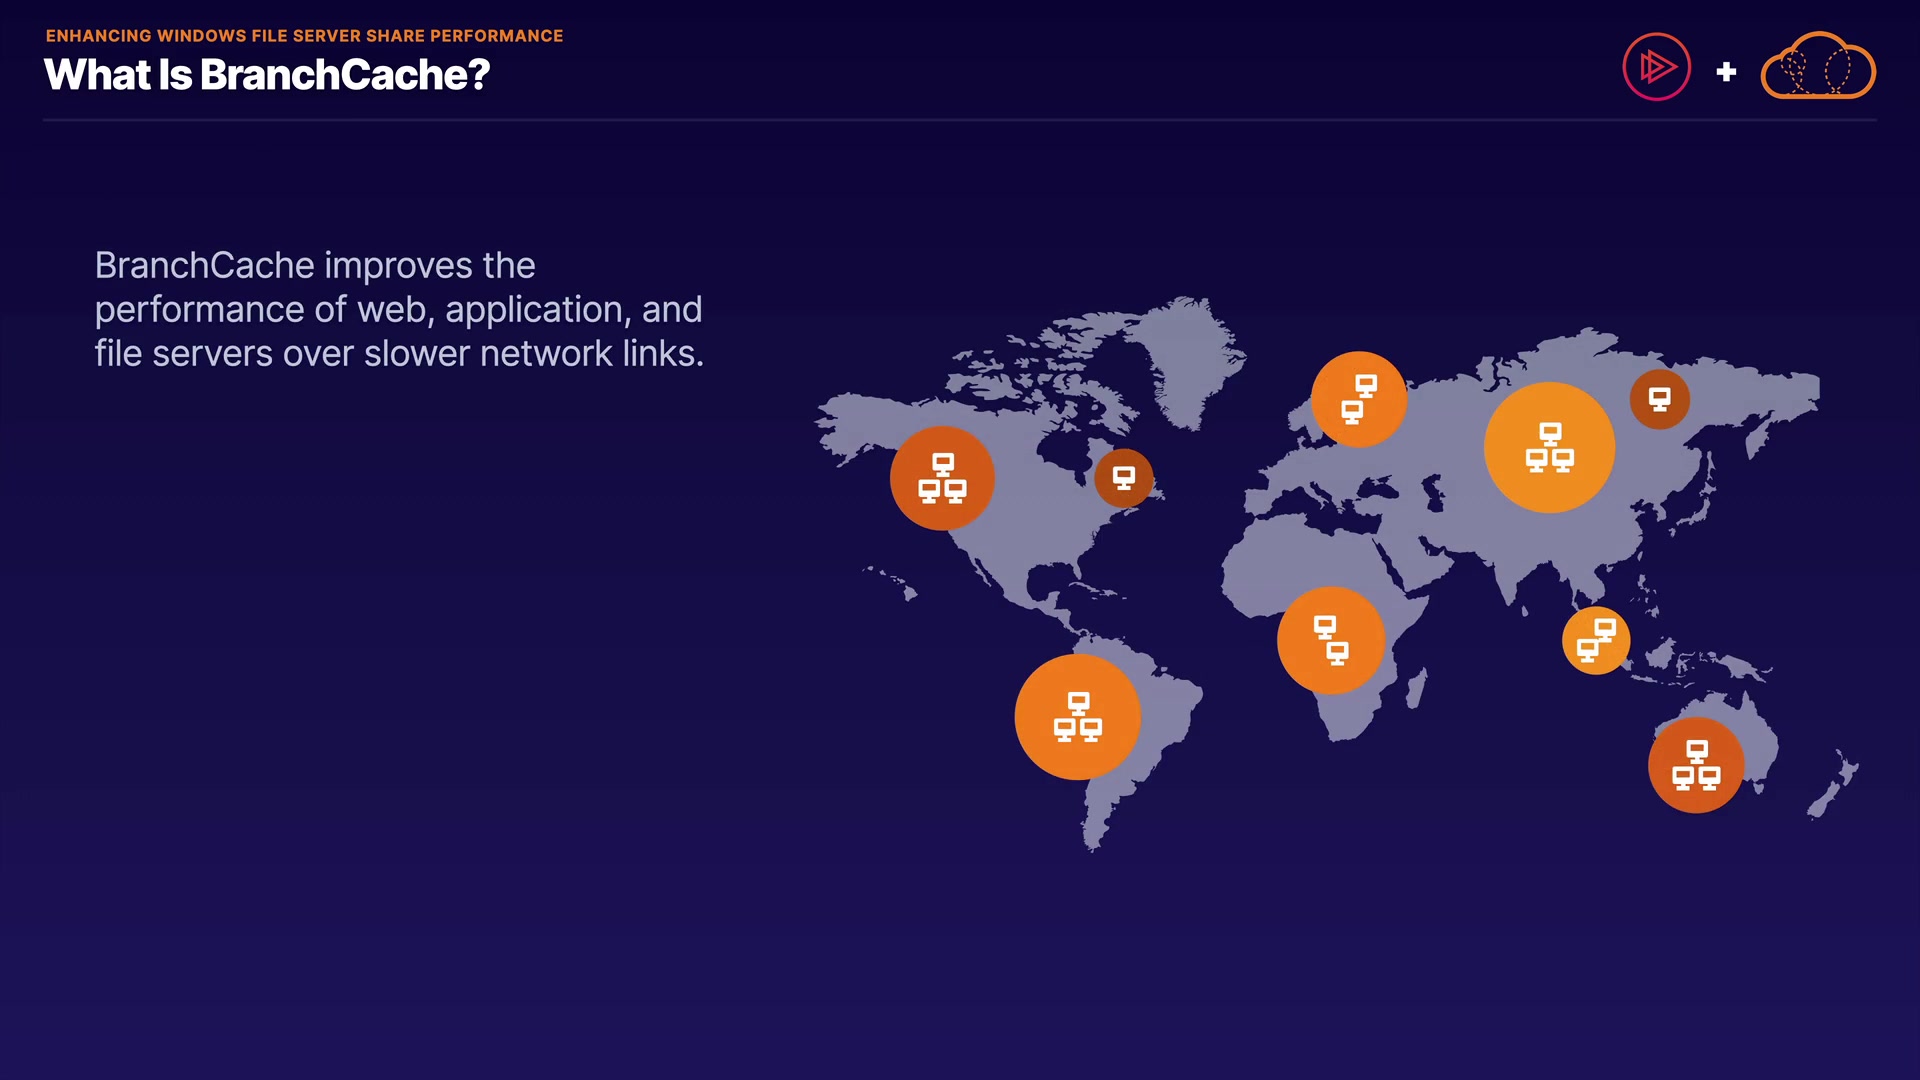 ENHANCING WINDOWS FILE SERVER SHARE PERFORMANCE
What Is BranchCache?
BranchCache improves the
performance of web, application, and
file servers over slower network links.